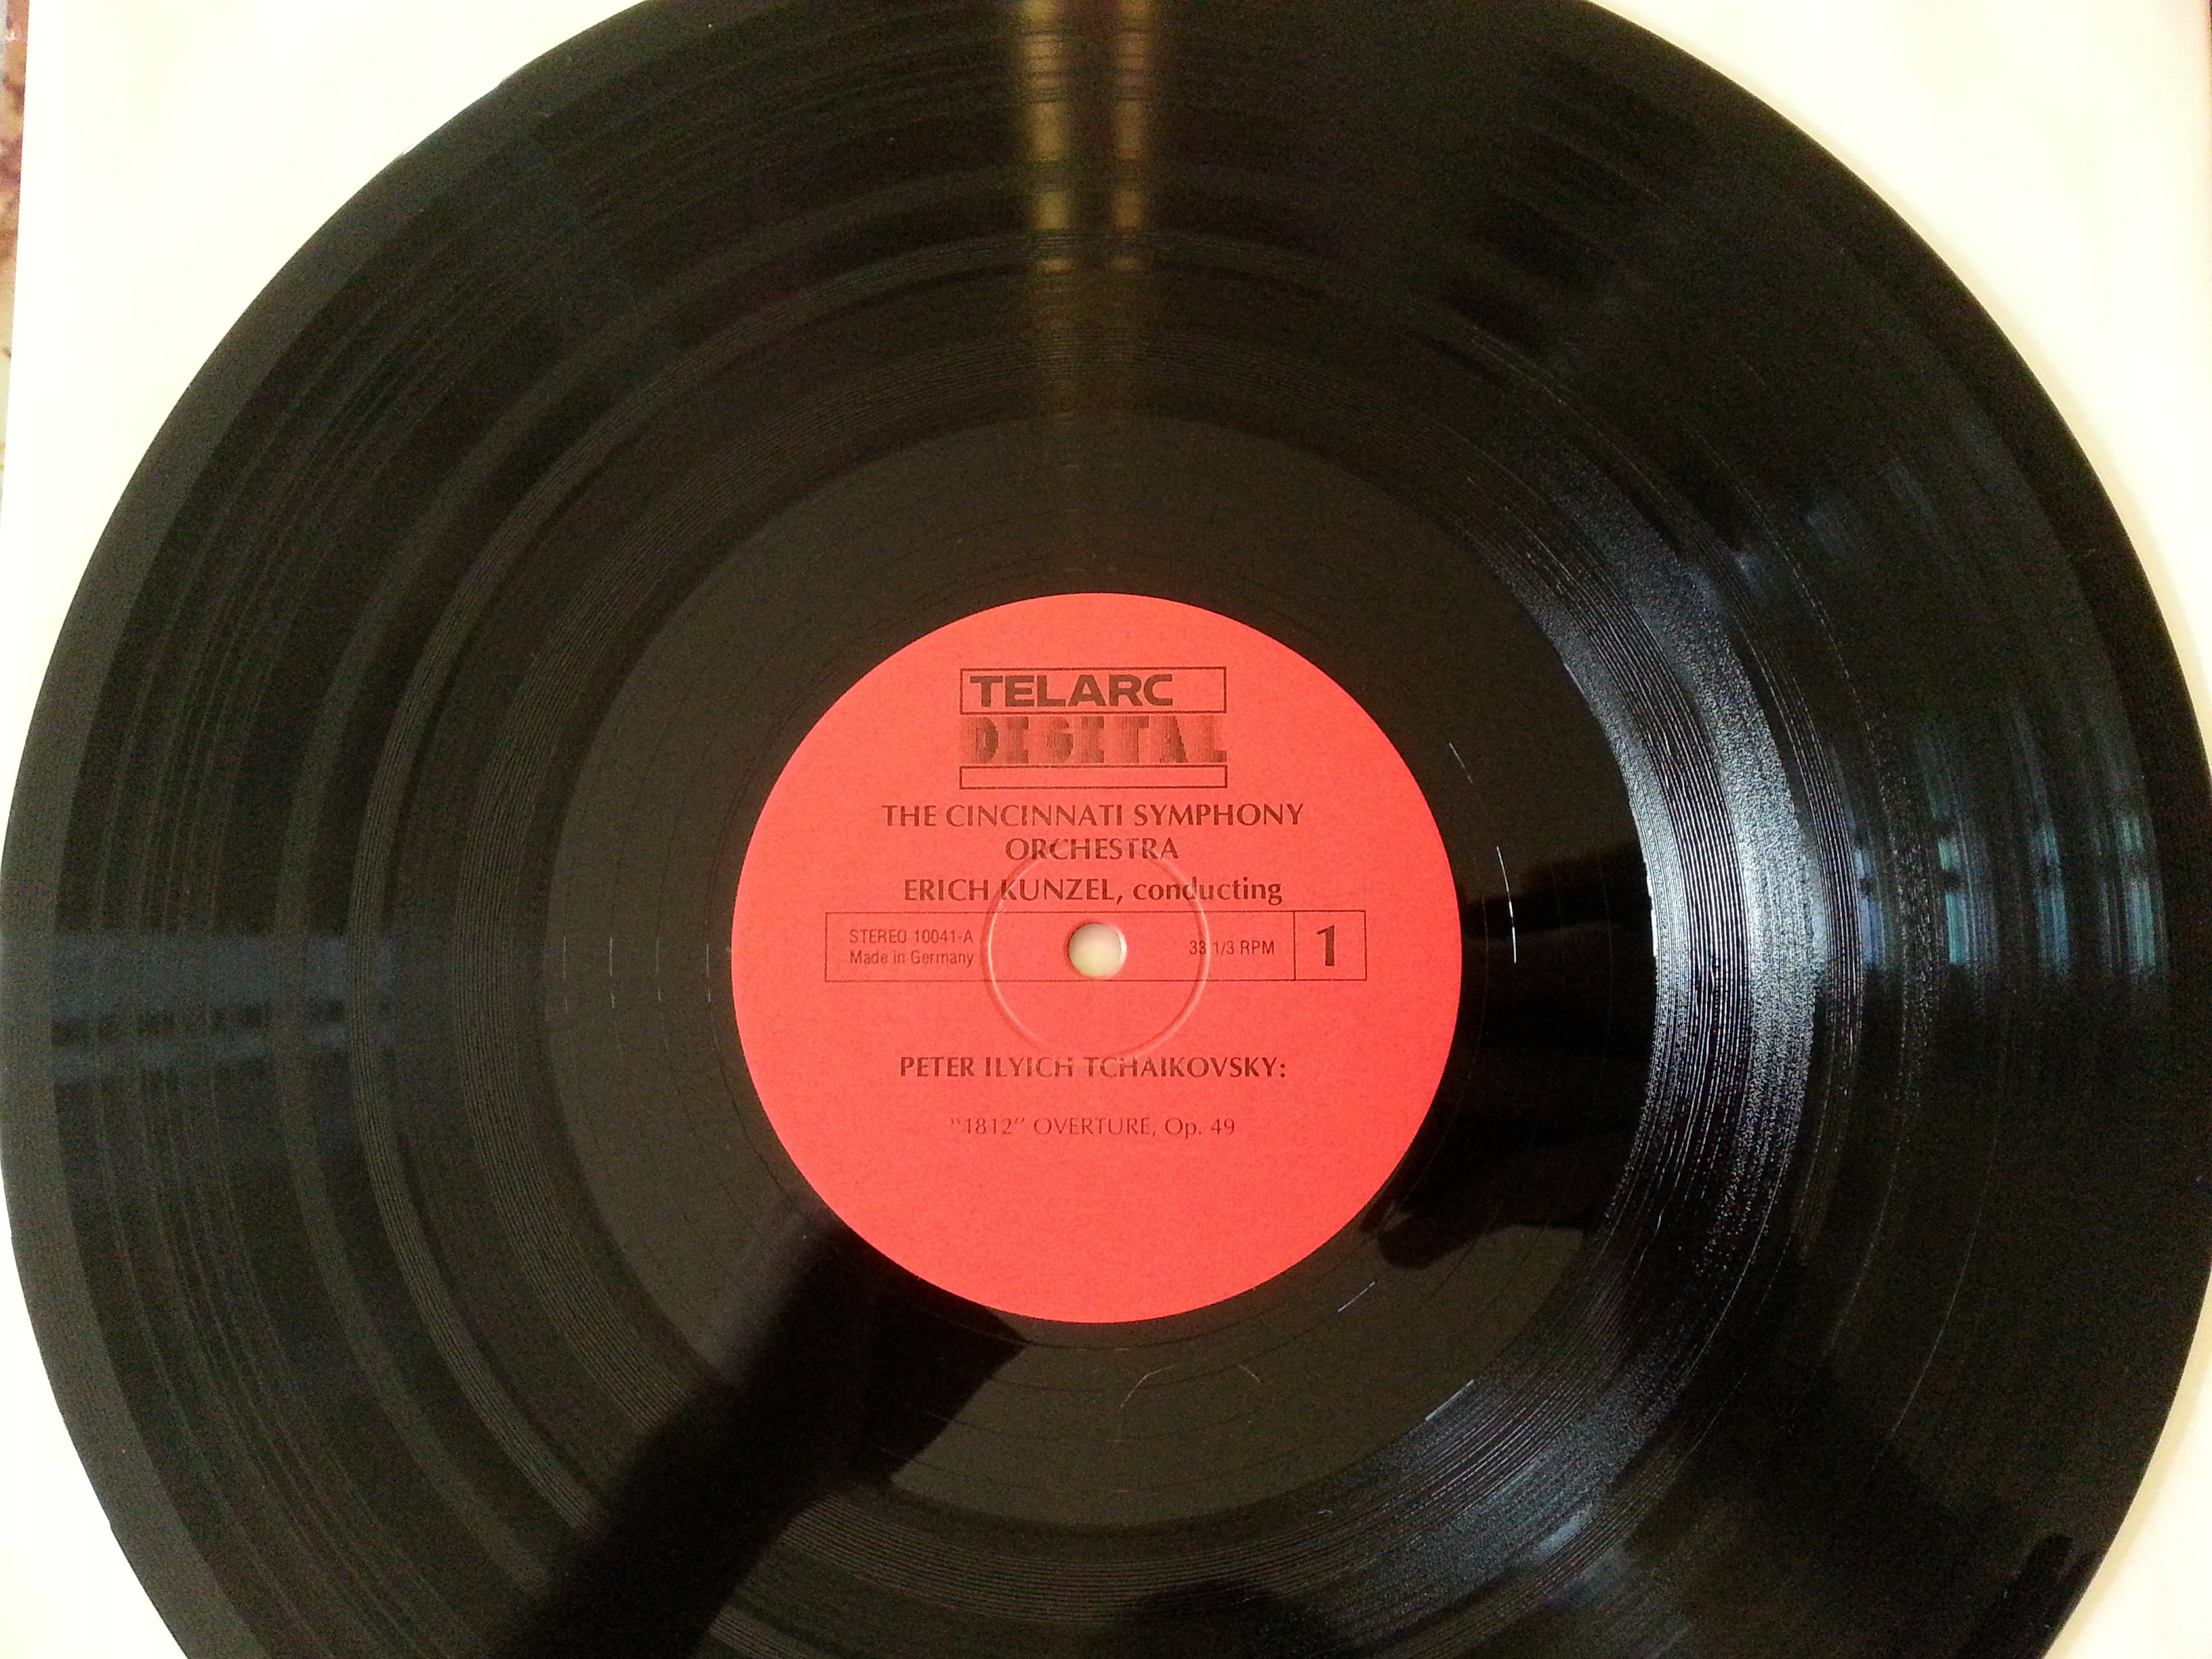 TELARC
DIGITAL
THE CINCINNATI SYMPHONY
ORCHESTRA
ERICH KUNZEL, conducting
STEREO 10041-A
Made in Germany
33 1/3 RPM
1
PETER ILYICH TCHAIKOVSKY:
"1812" OVERTURE, Op. 49